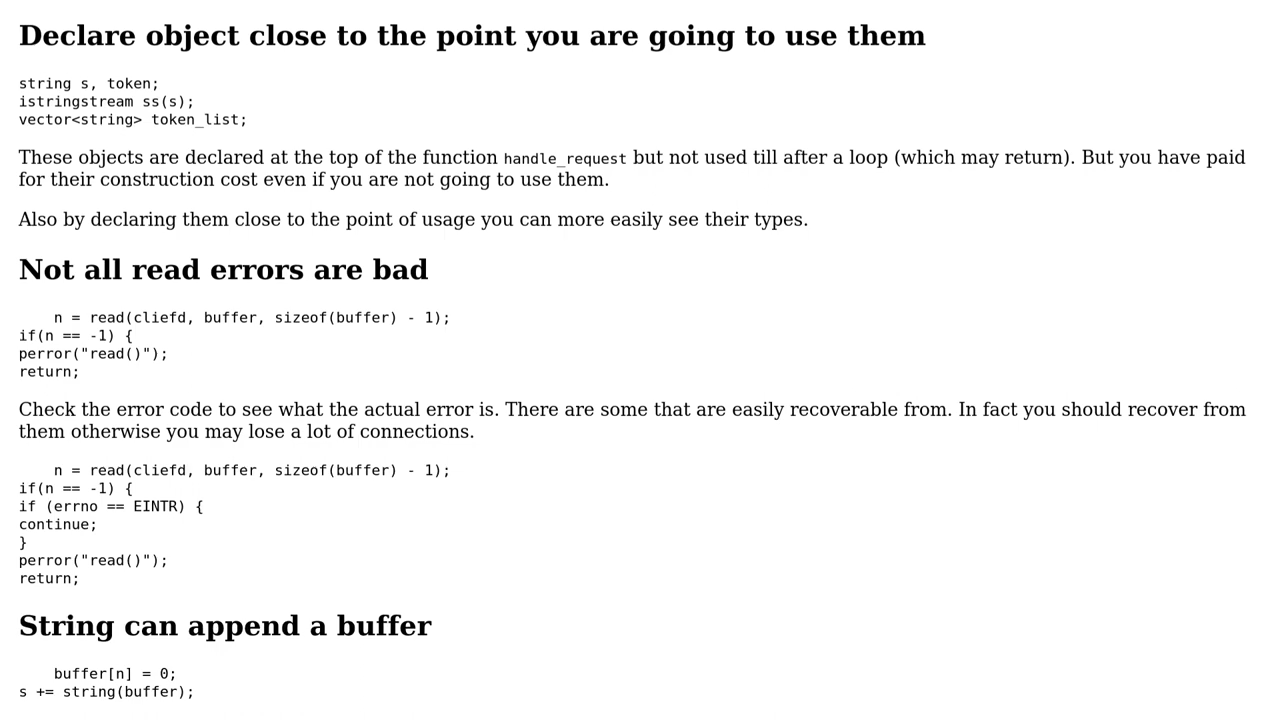 Declare object close to the point you are going to use them
string s, token;
istringstream ss(s);
vector<string> token_list;
These objects are declared at the top of the function handle_request but not used till after a loop (which may return). But you have paid
for their construction cost even if you are not going to use them.
Also by declaring them close to the point of usage you can more easily see their types.
Not all read errors are bad
    n = read(cliefd, buffer, sizeof(buffer) - 1);
if(n == -1) {
perror("read()");
return;
Check the error code to see what the actual error is. There are some that are easily recoverable from. In fact you should recover from
them otherwise you may lose a lot of connections.
    n = read(cliefd, buffer, sizeof(buffer) - 1);
if(n == -1) {
if (errno == EINTR) {
continue;
}
perror("read()");
return;
String can append a buffer
    buffer[n] = 0;
s += string(buffer);